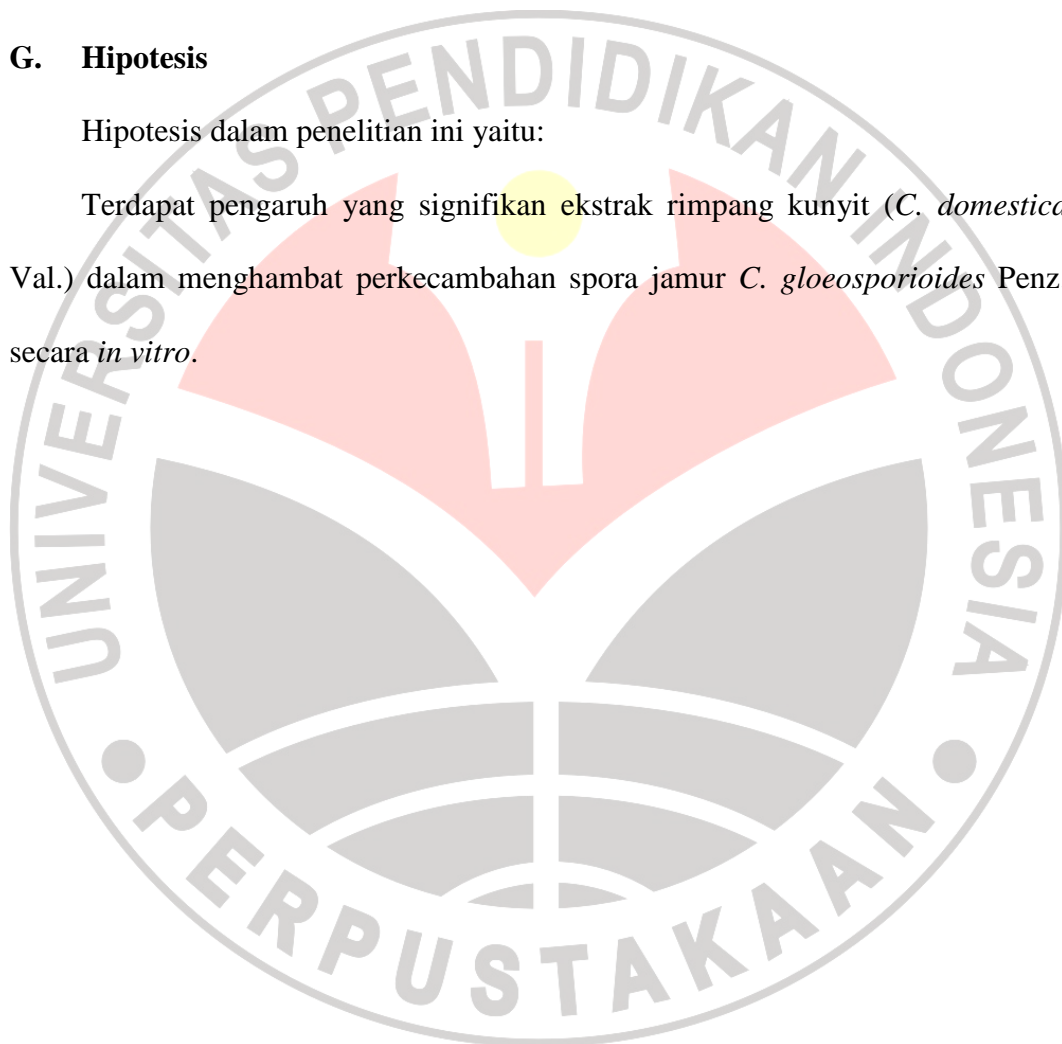 G. Hipotesis
Hipotesis dalam penelitian ini yaitu:
Terdapat pengaruh yang signifikan ekstrak rimpang kunyit (C. domestica
Val.) dalam menghambat perkecambahan spora jamur C. gloeosporioides Penz
secara in vitro.
UNIVERSITAS PENDIDIKAN INDONESIA
PERPUSTAKAAN